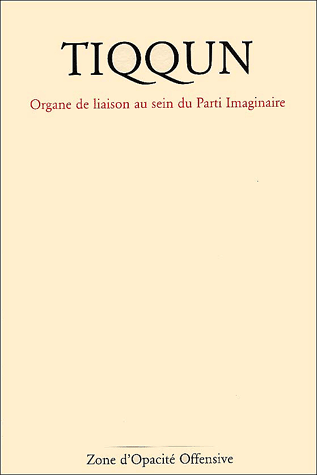 TIQQUN
Organe de liaison au sein du Parti Imaginaire
Zone d'Opacité Offensive